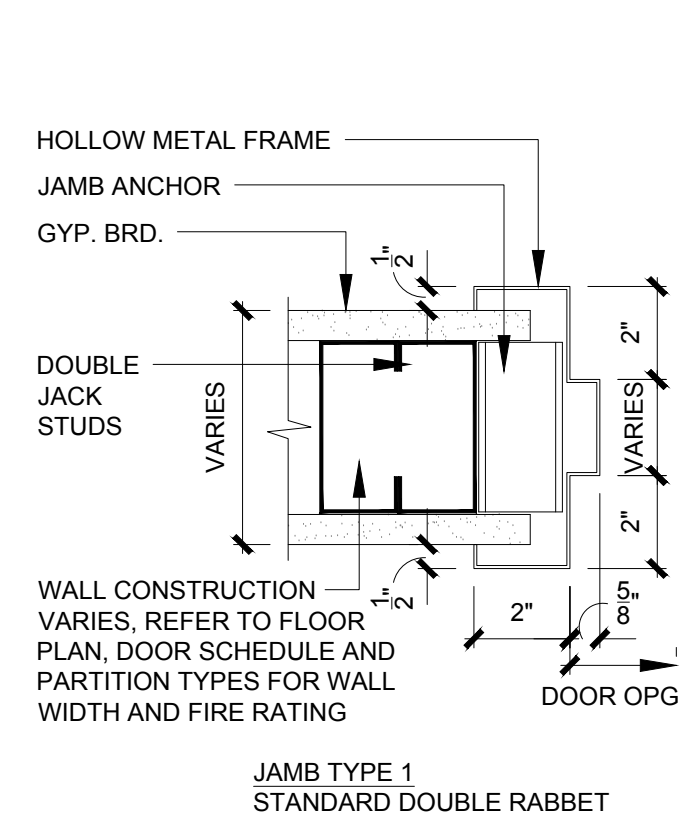 HOLLOW METAL FRAME
JAMB ANCHOR
GYP. BRD.
1/2"
2"
DOUBLE
JACK
STUDS
VARIES
VARIES
2"
WALL CONSTRUCTION
VARIES, REFER TO FLOOR
PLAN, DOOR SCHEDULE AND
PARTITION TYPES FOR WALL
WIDTH AND FIRE RATING
1/2"
2"
5/8"
DOOR OPG
JAMB TYPE 1
STANDARD DOUBLE RABBET